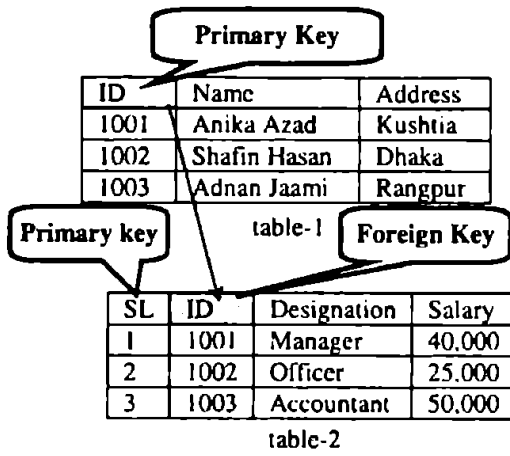 Primary Key
ID Name Address
1001 Anika Azad Kushtia
1002 Shafin Hasan Dhaka
1003 Adnan Jaami Rangpur
table-1
Primary key
Foreign Key
SL ID Designation Salary
1 1001 Manager 40.000
2 1002 Officer 25.000
3 1003 Accountant 50.000
table-2